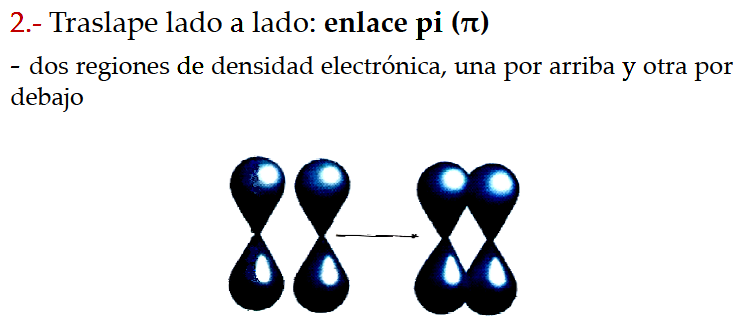 2.- Traslape lado a lado: enlace pi (π)
- dos regiones de densidad electrónica, una por arriba y otra por
debajo